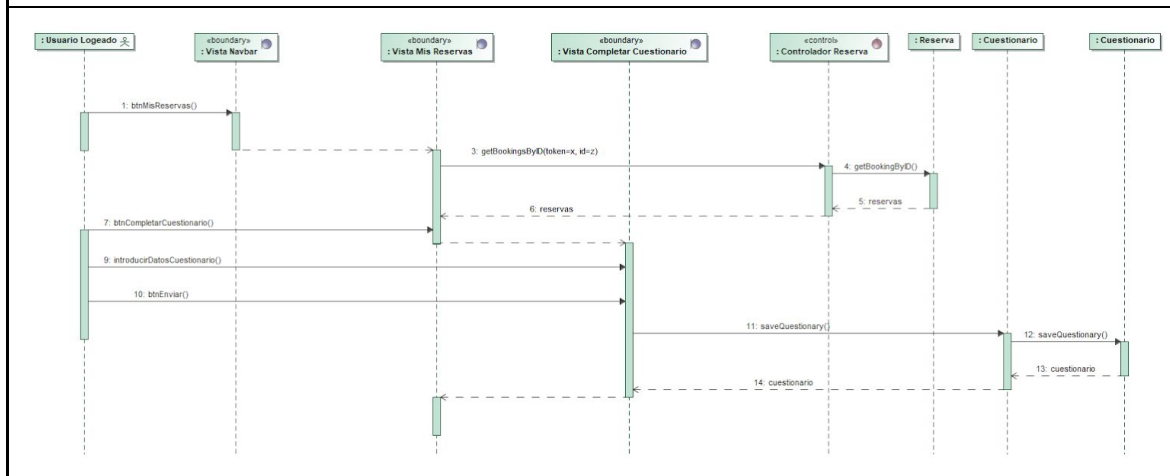 : Usuario Logeado
«boundary»
: Vista Navbar
«boundary»
: Vista Mis Reservas
«boundary»
: Vista Completar Cuestionario
«control»
: Controlador Reserva
: Reserva
: Cuestionario
: Cuestionario
1: btnMisReservas()
3: getBookingsByID(token=x, id=z)
4: getBookingByID()
5: reservas
6: reservas
7: btnCompletarCuestionario()
9: introducirDatosCuestionario()
10: btnEnviar()
11: saveQuestionary()
12: saveQuestionary()
13: cuestionario
14: cuestionario